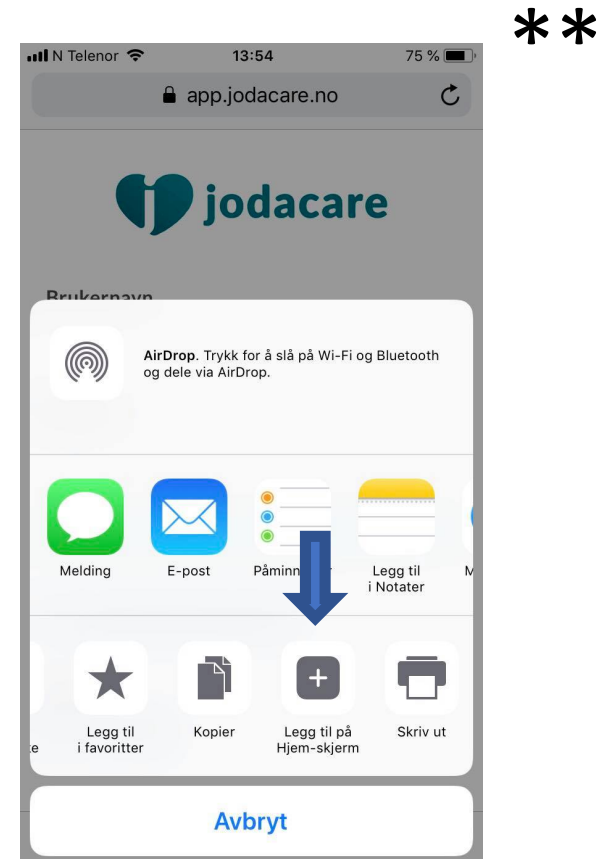 **
N Telenor 13:54 75 %
app.jodacare.no
jodacare
Brukernavn
AirDrop. Trykk for å slå på Wi-Fi og Bluetooth
og dele via AirDrop.
Melding E-post Legg til
i Notater
Legg til
i favoritter
Kopier
Legg til på
Hjem-skjerm
Skriv ut
Avbryt